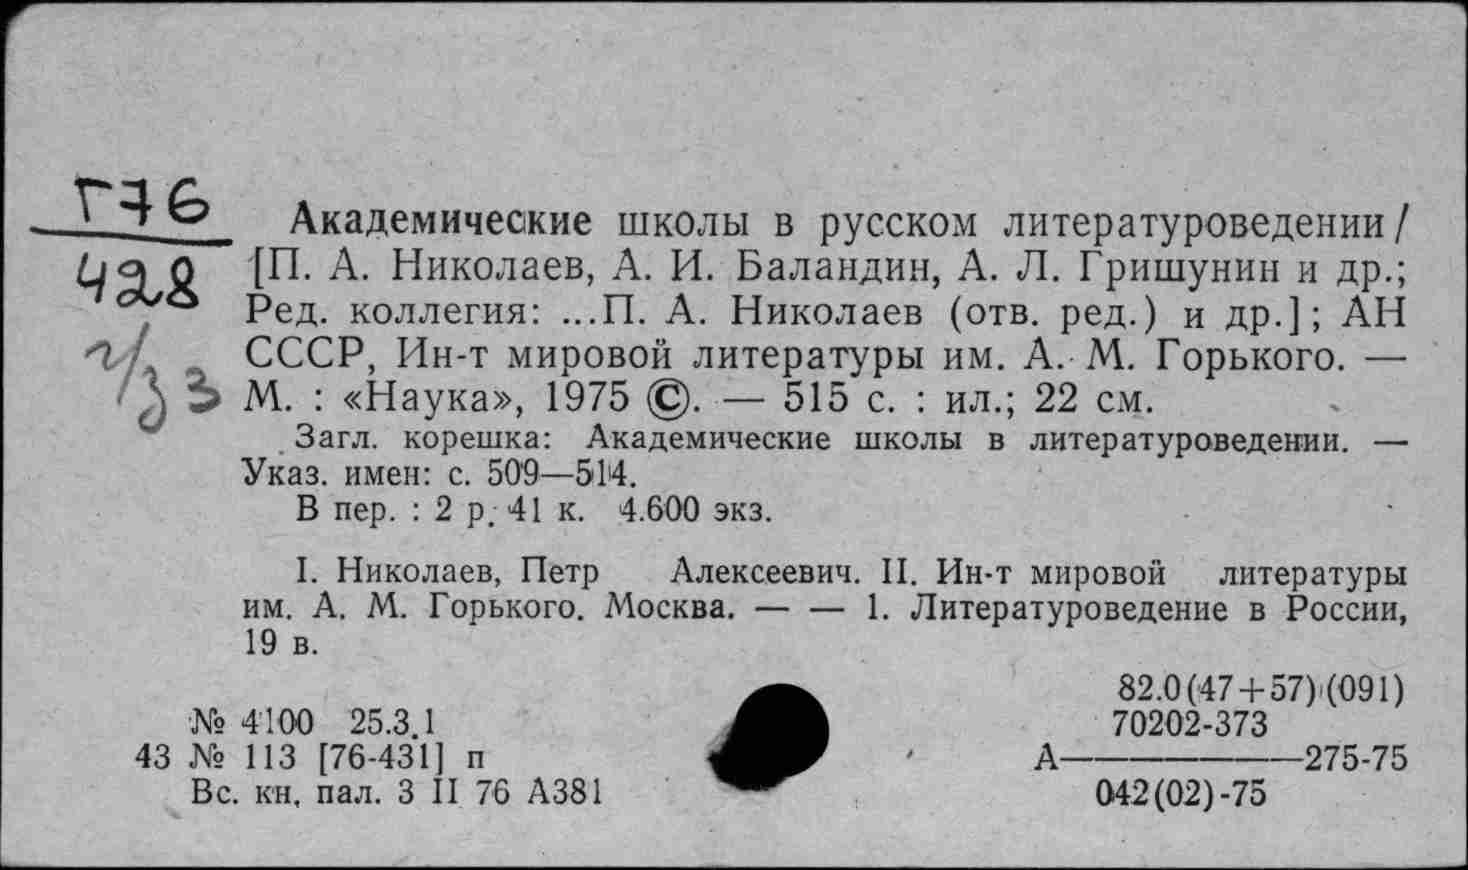 Г76
428
Академические школы в русском литературоведении /
[П. А. Николаев, А. И. Баландин, А. Л. Гришунин и др.;
Ред. коллегия: ...П. А. Николаев (отв. ред.) и др.]; АН
СССР, Ин-т мировой литературы им. А. М. Горького. —
М. : «Наука», 1975 ©. — 515 с. : ил.; 22 см.
Загл. корешка: Академические школы в литературоведении. —
Указ. имен: с. 509—514.
В пер. : 2 р. 41 к. 4.600 экз.
I. Николаев, Петр Алексеевич. II. Ин-т мировой литературы
им. А. М. Горького. Москва. — — 1. Литературоведение в России,
19 в.
82.0(47+57)(091)
№ 4100 25.3.1
70202-373
43 № 113 [76-431] п
А—275-75
Вс. кн. пал. 3 II 76 А381
042(02)-75